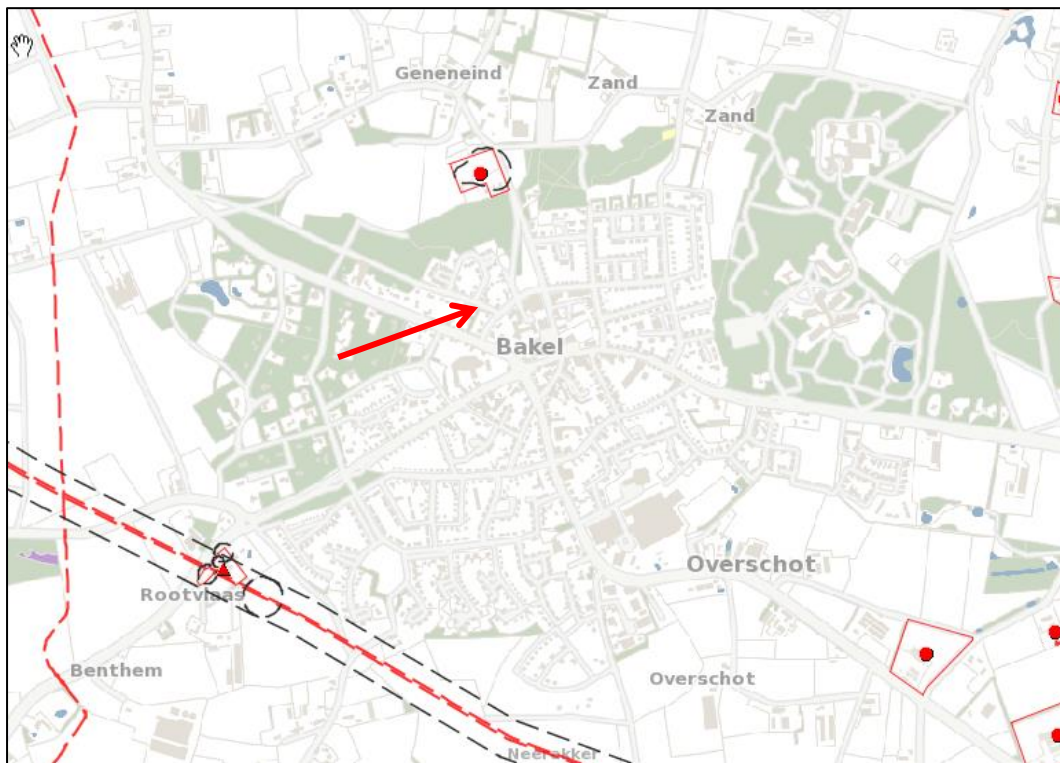 Geneneind
Zand
Zand
Bakel
Overschot
Rootvlaas
Benthem
Overschot
Neerakker